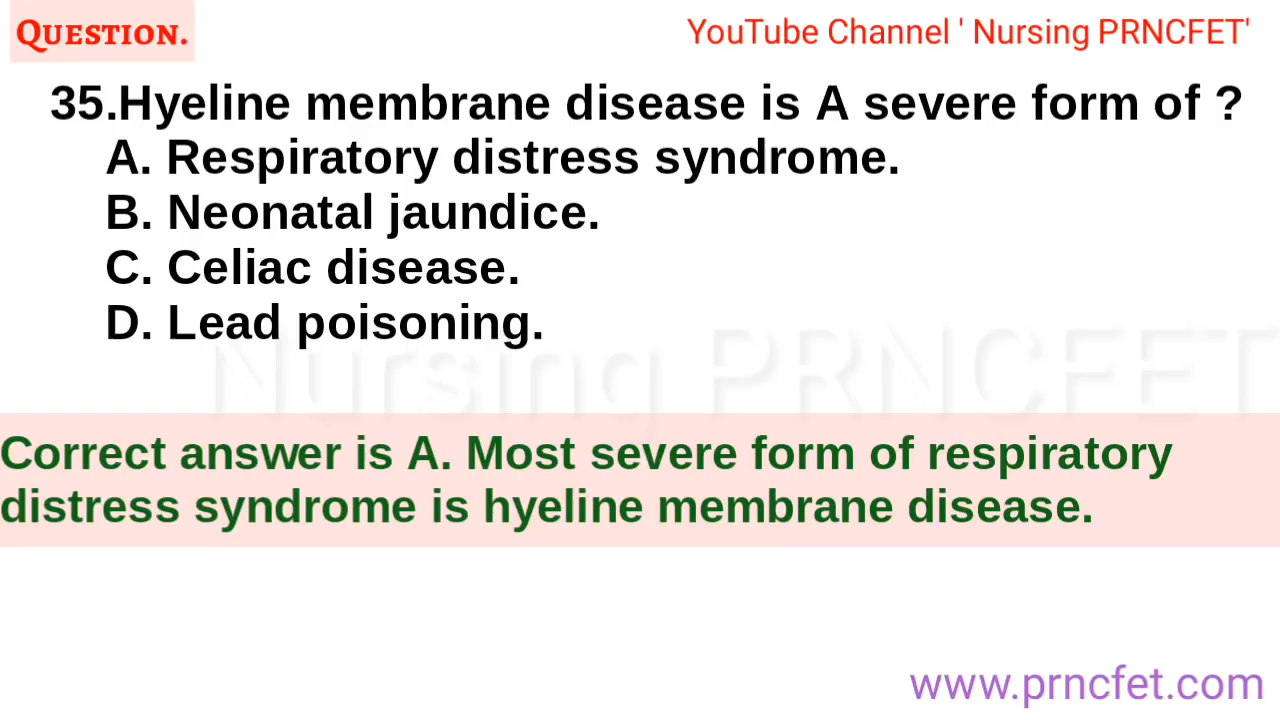 QUESTION.
YouTube Channel ' Nursing PRNCFET'
35.Hyeline membrane disease is A severe form of ?
A. Respiratory distress syndrome.
B. Neonatal jaundice.
C. Celiac disease.
D. Lead poisoning.
Nursing PRNCFET
Correct answer is A. Most severe form of respiratory
distress syndrome is hyeline membrane disease.
www.prncfet.com